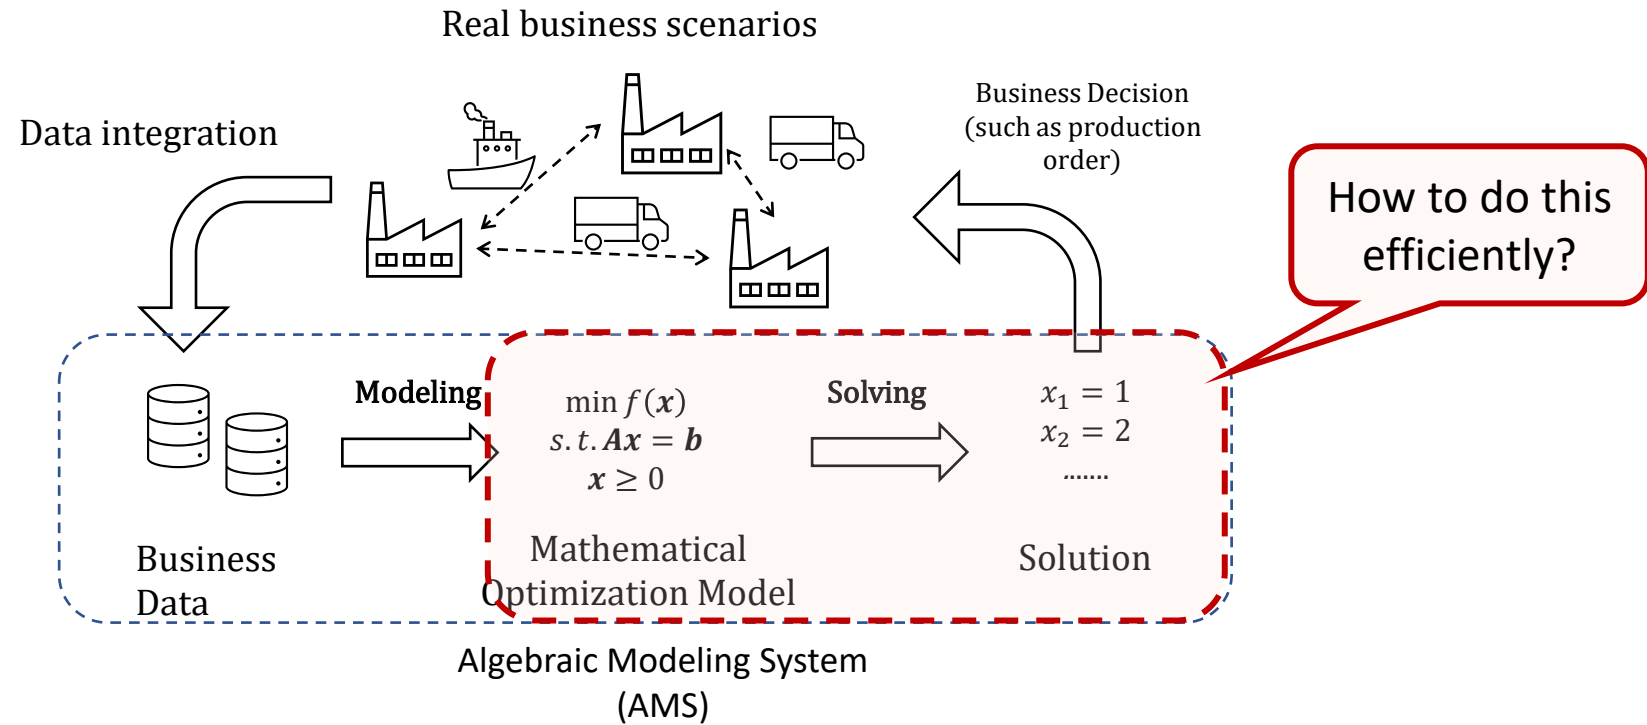 Real business scenarios
Data integration
Business Decision
(such as production
order)
How to do this
efficiently?
Modeling
min f(x)
s.t. Ax = b
x ≥ 0
Solving
x₁ = 1
x₂ = 2
.......
Business
Data
Mathematical
Optimization Model
Solution
Algebraic Modeling System
(AMS)